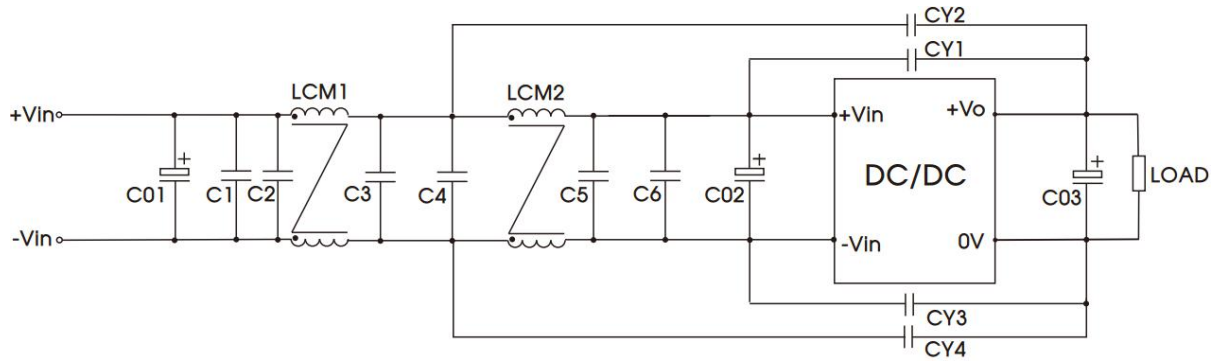 CY2
CY1
LCM1
LCM2
+Vin
+Vin
+Vo
+
+
+
C01
C1
C2
C3
C4
C5
C6
C02
DC/DC
C03
LOAD
-Vin
-Vin
0V
CY3
CY4